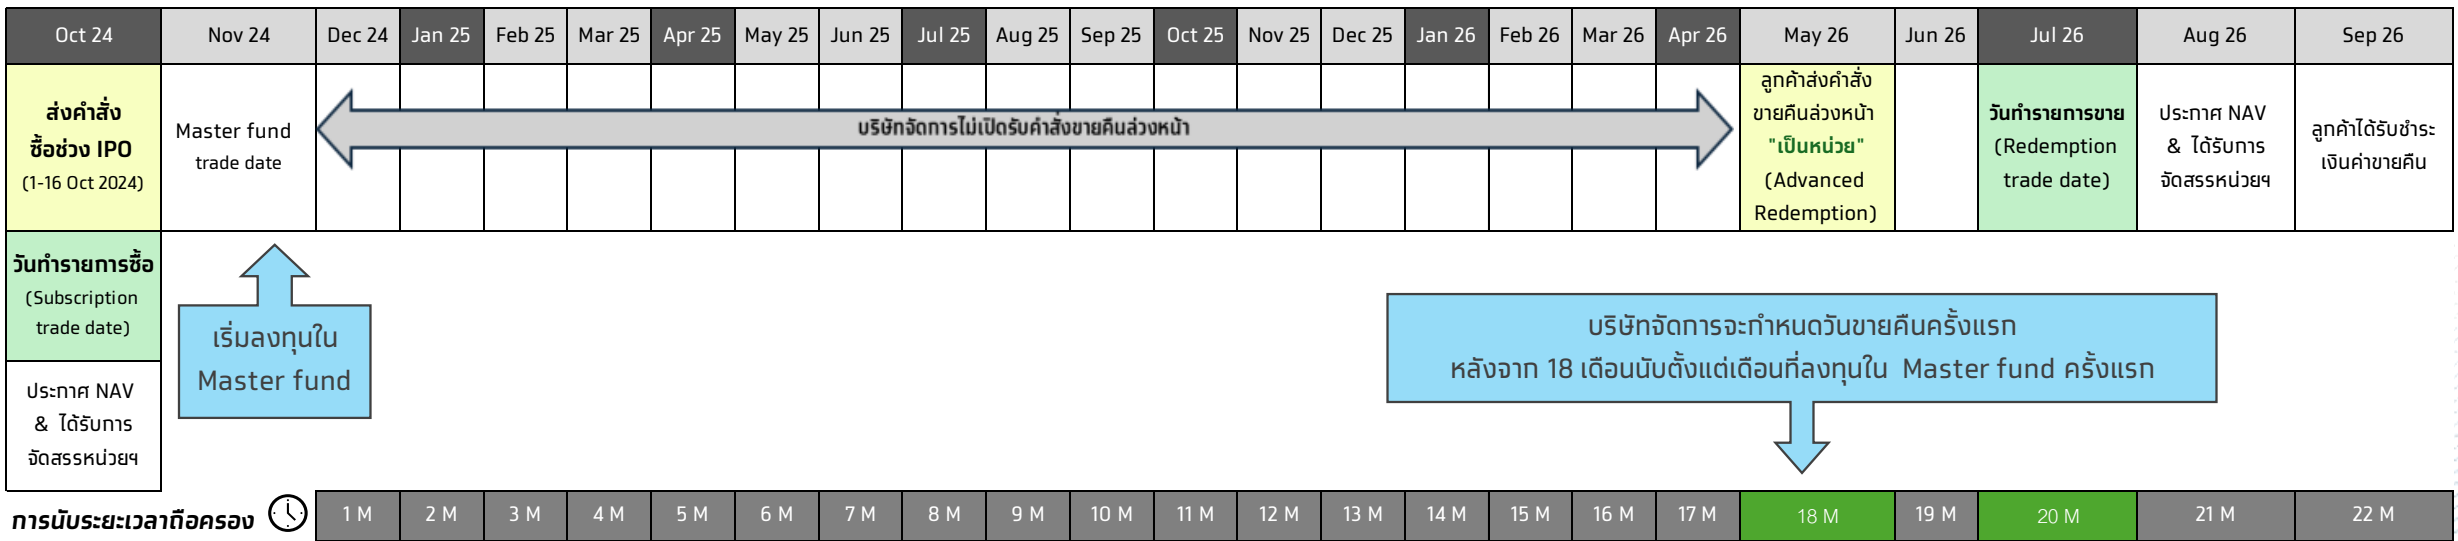 Oct 24 Nov 24 Dec 24 Jan 25 Feb 25 Mar 25 Apr 25 May 25 Jun 25 Jul 25 Aug 25 Sep 25 Oct 25 Nov 25 Dec 25 Jan 26 Feb 26 Mar 26 Apr 26 May 26 Jun 26 Jul 26 Aug 26 Sep 26
ส่งคำสั่ง
ซื้อช่วง IPO
(1-16 Oct 2024)
Master fund
trade date
บริษัทจัดการไม่เปิดรับคำสั่งขายคืนล่วงหน้า
ลูกค้าส่งคำสั่ง
ขายคืนล่วงหน้า
"เป็นหน่วย"
(Advanced
Redemption)
วันทำรายการขาย
(Redemption
trade date)
ประกาศ NAV
& ได้รับการ
จัดสรรหน่วยฯ
ลูกค้าได้รับชำระ
เงินค่าขายคืน
วันทำรายการซื้อ
(Subscription
trade date)
ประกาศ NAV
& ได้รับการ
จัดสรรหน่วยฯ
เริ่มลงทุนใน
Master fund
บริษัทจัดการจะกำหนดวันขายคืนครั้งแรก
หลังจาก 18 เดือนนับตั้งแต่เดือนที่ลงทุนใน Master fund ครั้งแรก
การนับระยะเวลาถือครอง 1 M 2 M 3 M 4 M 5 M 6 M 7 M 8 M 9 M 10 M 11 M 12 M 13 M 14 M 15 M 16 M 17 M 18 M 19 M 20 M 21 M 22 M